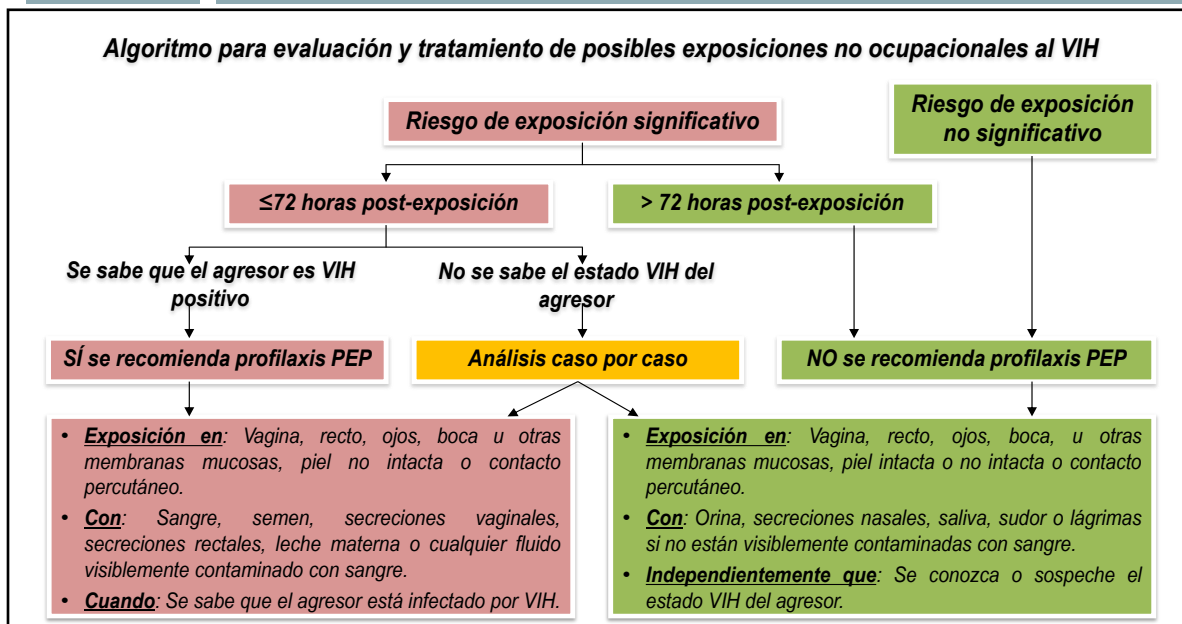 Algoritmo para evaluación y tratamiento de posibles exposiciones no ocupacionales al VIH
Riesgo de exposición significativo
Riesgo de exposición
no significativo
≤72 horas post-exposición
> 72 horas post-exposición
Se sabe que el agresor es VIH
positivo
No se sabe el estado VIH del
agresor
SÍ se recomienda profilaxis PEP
Análisis caso por caso
NO se recomienda profilaxis PEP
• Exposición en: Vagina, recto, ojos, boca u otras
membranas mucosas, piel no intacta o contacto
percutáneo.
• Con: Sangre, semen, secreciones vaginales,
secreciones rectales, leche materna o cualquier fluido
visiblemente contaminado con sangre.
• Cuando: Se sabe que el agresor está infectado por VIH.
• Exposición en: Vagina, recto, ojos, boca, u otras
membranas mucosas, piel intacta o no intacta o contacto
percutáneo.
• Con: Orina, secreciones nasales, saliva, sudor o lágrimas
si no están visiblemente contaminadas con sangre.
• Independientemente que: Se conozca o sospeche el
estado VIH del agresor.